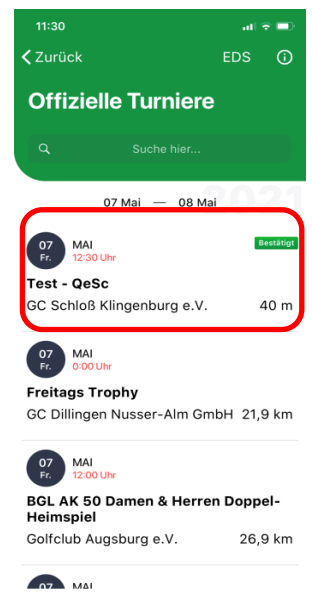 11:30
Zurück EDS
Offizielle Turniere
Suche hier...
2021
07 Mai — 08 Mai
07 MAI Bestätigt
Fr. 12:30 Uhr
Test - QeSc
GC Schloß Klingenburg e.V. 40 m
07 MAI
Fr. 0:00 Uhr
Freitags Trophy
GC Dillingen Nusser-Alm GmbH 21,9 km
07 MAI
Fr. 12:00 Uhr
BGL AK 50 Damen & Herren Doppel-
Heimspiel
Golfclub Augsburg e.V. 26,9 km
07 MAI